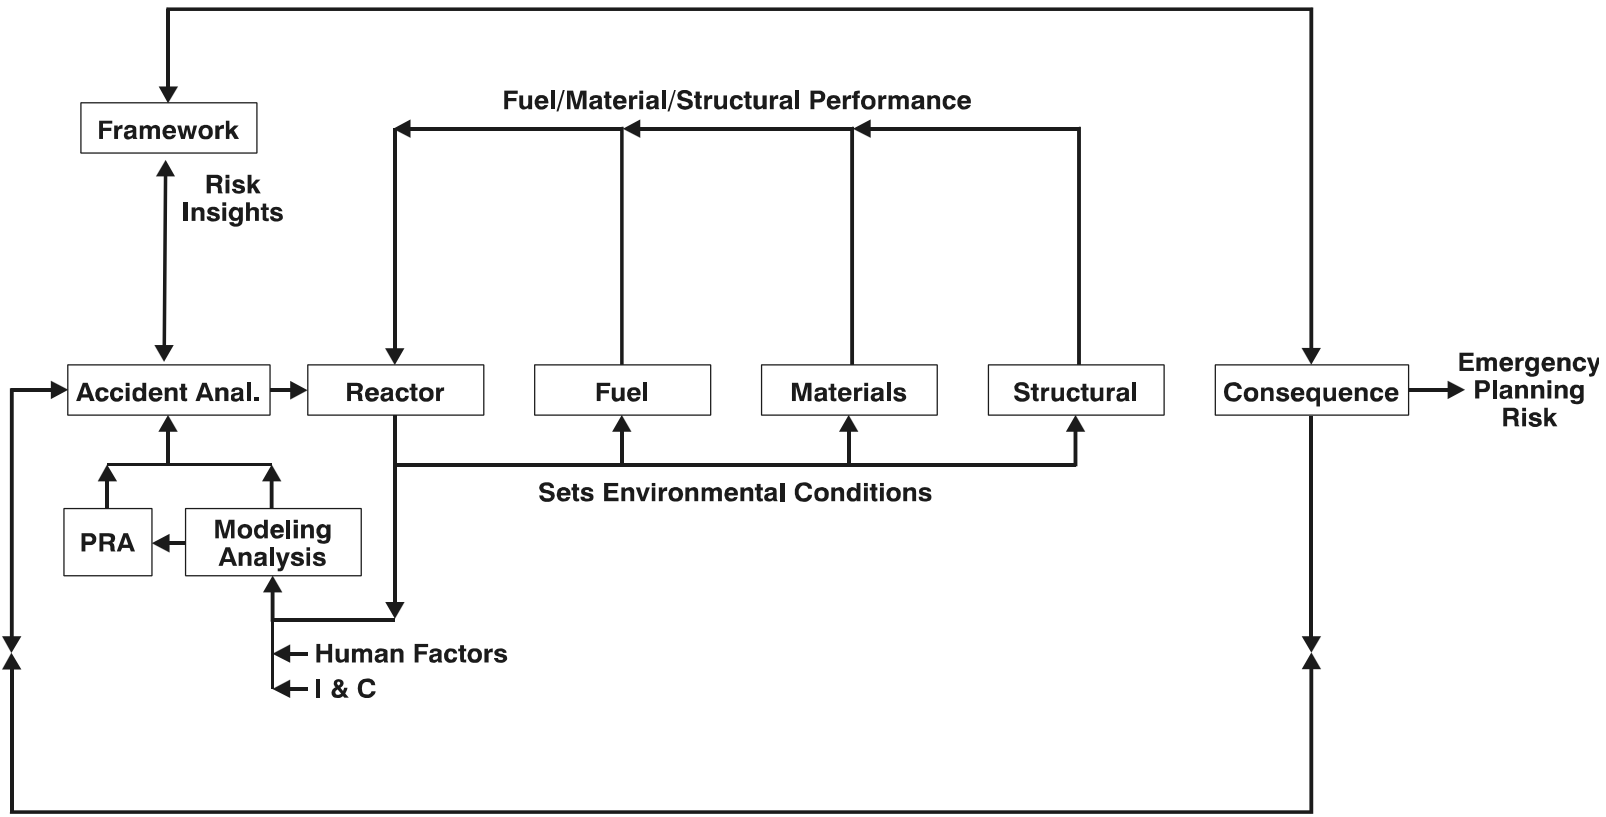 Fuel/Material/Structural Performance
Framework
Risk
Insights
Accident Anal.
Reactor
Fuel
Materials
Structural
Consequence
Emergency
Planning
Risk
Sets Environmental Conditions
PRA
Modeling
Analysis
Human Factors
I & C